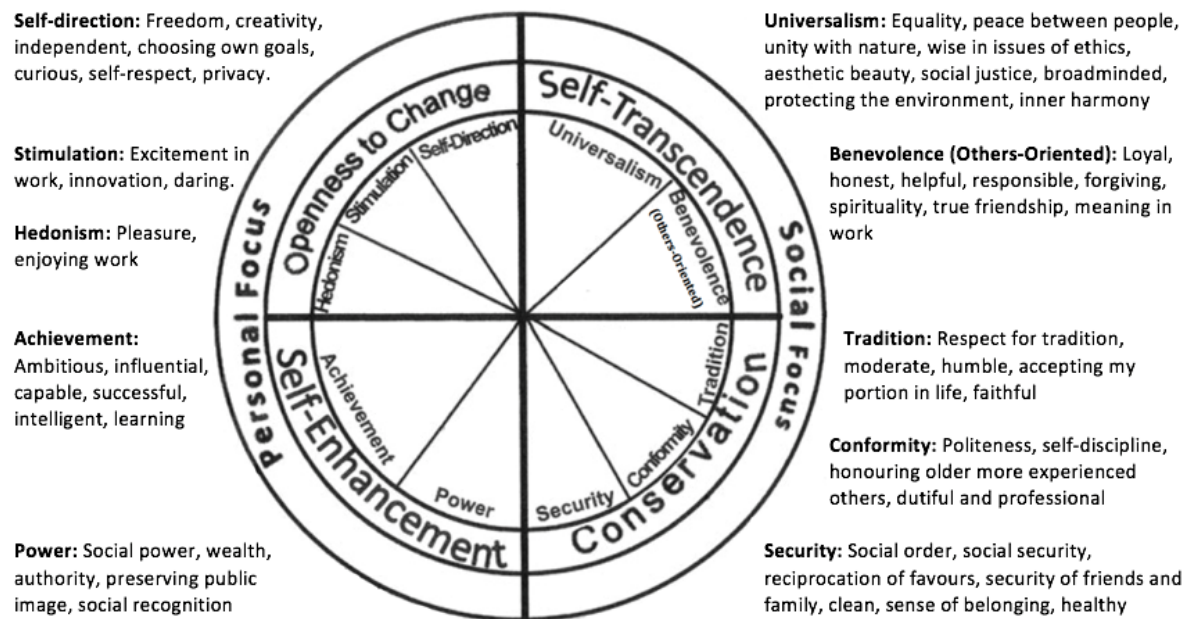 Self-direction: Freedom, creativity,
independent, choosing own goals,
curious, self-respect, privacy.
Stimulation: Excitement in
work, innovation, daring.
Hedonism: Pleasure,
enjoying work
Achievement:
Ambitious, influential,
capable, successful,
intelligent, learning
Power: Social power, wealth,
authority, preserving public
image, social recognition
Personal Focus
Openness to Change
Self-Direction
Stimulation
Hedonism
Self-Enhancement
Achievement
Power
Self-Transcendence
Universalism
Benevolence
(Others-Oriented)
Conservation
Tradition
Conformity
Security
Social Focus
Universalism: Equality, peace between people,
unity with nature, wise in issues of ethics,
aesthetic beauty, social justice, broadminded,
protecting the environment, inner harmony
Benevolence (Others-Oriented): Loyal,
honest, helpful, responsible, forgiving,
spirituality, true friendship, meaning in
work
Tradition: Respect for tradition,
moderate, humble, accepting my
portion in life, faithful
Conformity: Politeness, self-discipline,
honouring older more experienced
others, dutiful and professional
Security: Social order, social security,
reciprocation of favours, security of friends and
family, clean, sense of belonging, healthy